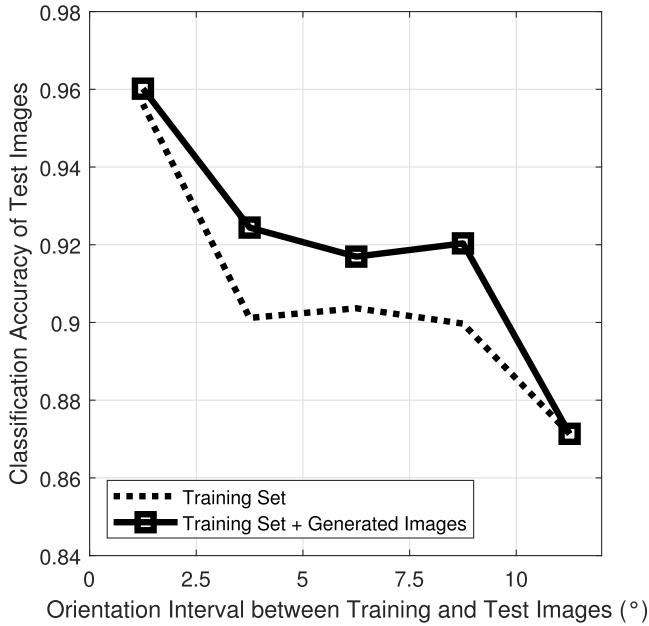 0.98
0.96
0.94
0.92
0.9
0.88
0.86
0.84
Classification Accuracy of Test Images
Training Set
Training Set + Generated Images
0 2.5 5 7.5 10
Orientation Interval between Training and Test Images (°)